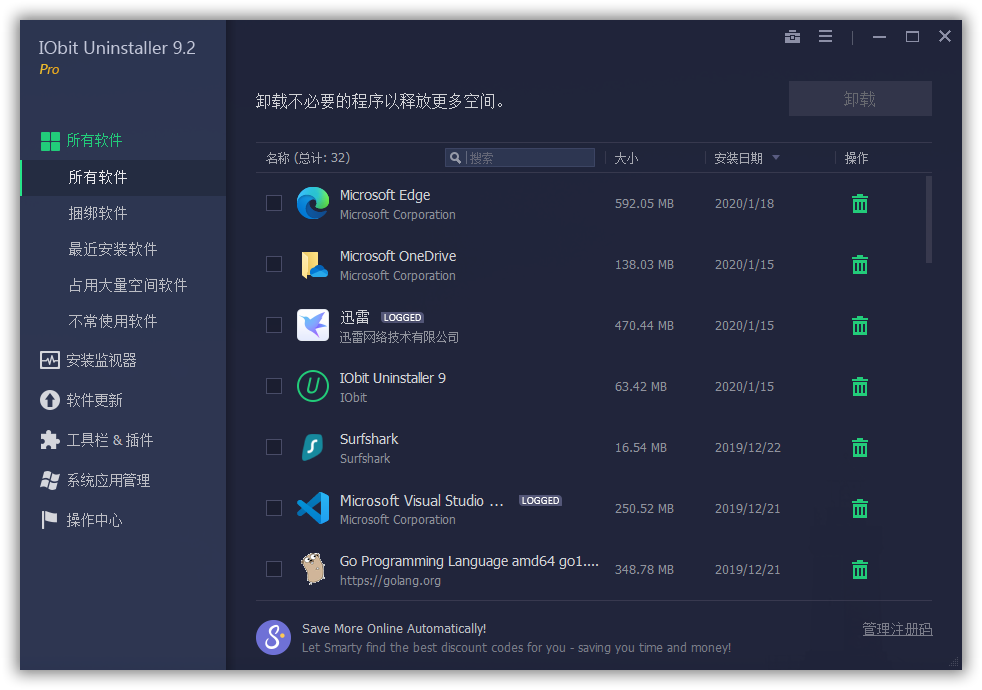 IObit Uninstaller 9.2
Pro
所有软件
所有软件
捆绑软件
最近安装软件
占用大量空间软件
不常使用软件
安装监视器
软件更新
工具栏 & 插件
系统应用管理
操作中心
卸载不必要的程序以释放更多空间。
卸载
名称 (总计: 32) 搜索 大小 安装日期 操作
Microsoft Edge
Microsoft Corporation
592.05 MB 2020/1/18
Microsoft OneDrive
Microsoft Corporation
138.03 MB 2020/1/15
迅雷 LOGGED
迅雷网络技术有限公司
470.44 MB 2020/1/15
IObit Uninstaller 9
IObit
63.42 MB 2020/1/15
Surfshark
Surfshark
16.54 MB 2019/12/22
Microsoft Visual Studio ... LOGGED
Microsoft Corporation
250.52 MB 2019/12/21
Go Programming Language amd64 go1....
https://golang.org
348.78 MB 2019/12/21
Save More Online Automatically!
Let Smarty find the best discount codes for you - saving you time and money!
管理注册码